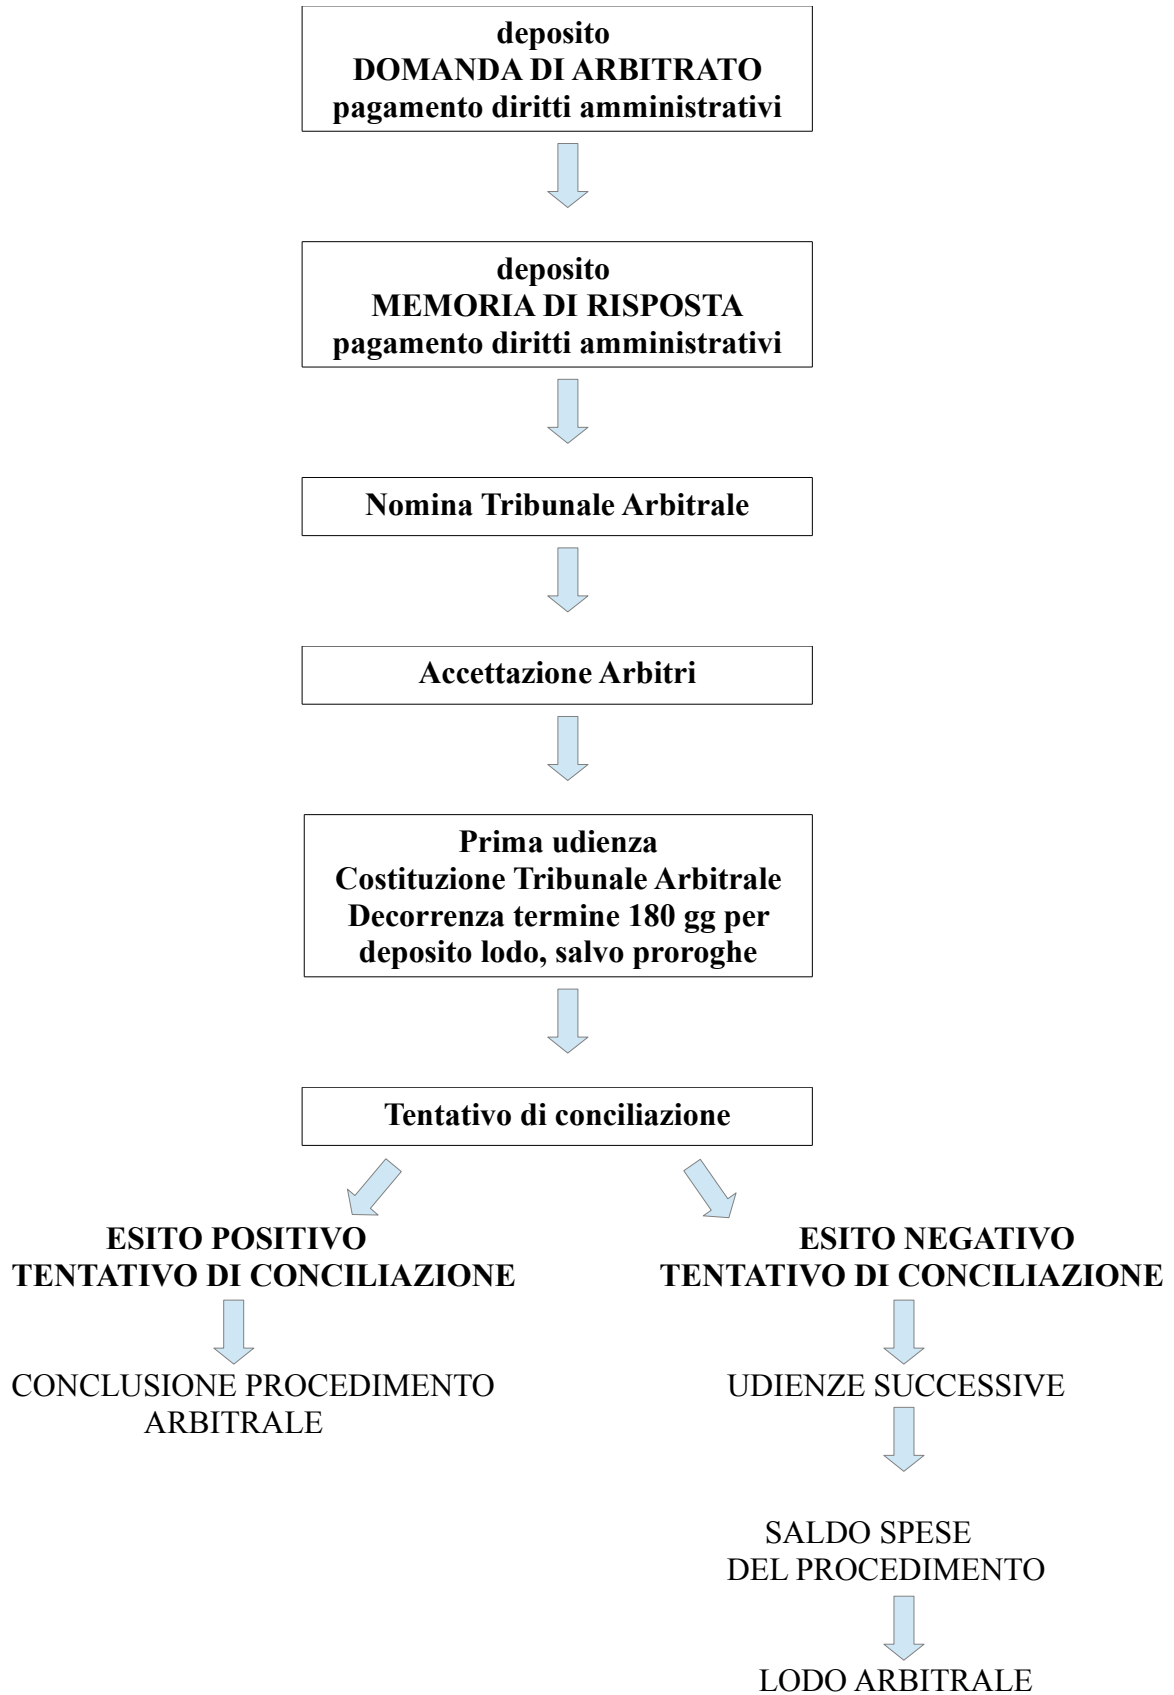 deposito
DOMANDA DI ARBITRATO
pagamento diritti amministrativi
deposito
MEMORIA DI RISPOSTA
pagamento diritti amministrativi
Nomina Tribunale Arbitrale
Accettazione Arbitri
Prima udienza
Costituzione Tribunale Arbitrale
Decorrenza termine 180 gg per
deposito lodo, salvo proroghe
Tentativo di conciliazione
ESITO POSITIVO
TENTATIVO DI CONCILIAZIONE
CONCLUSIONE PROCEDIMENTO
ARBITRALE
ESITO NEGATIVO
TENTATIVO DI CONCILIAZIONE
UDIENZE SUCCESSIVE
SALDO SPESE
DEL PROCEDIMENTO
LODO ARBITRALE